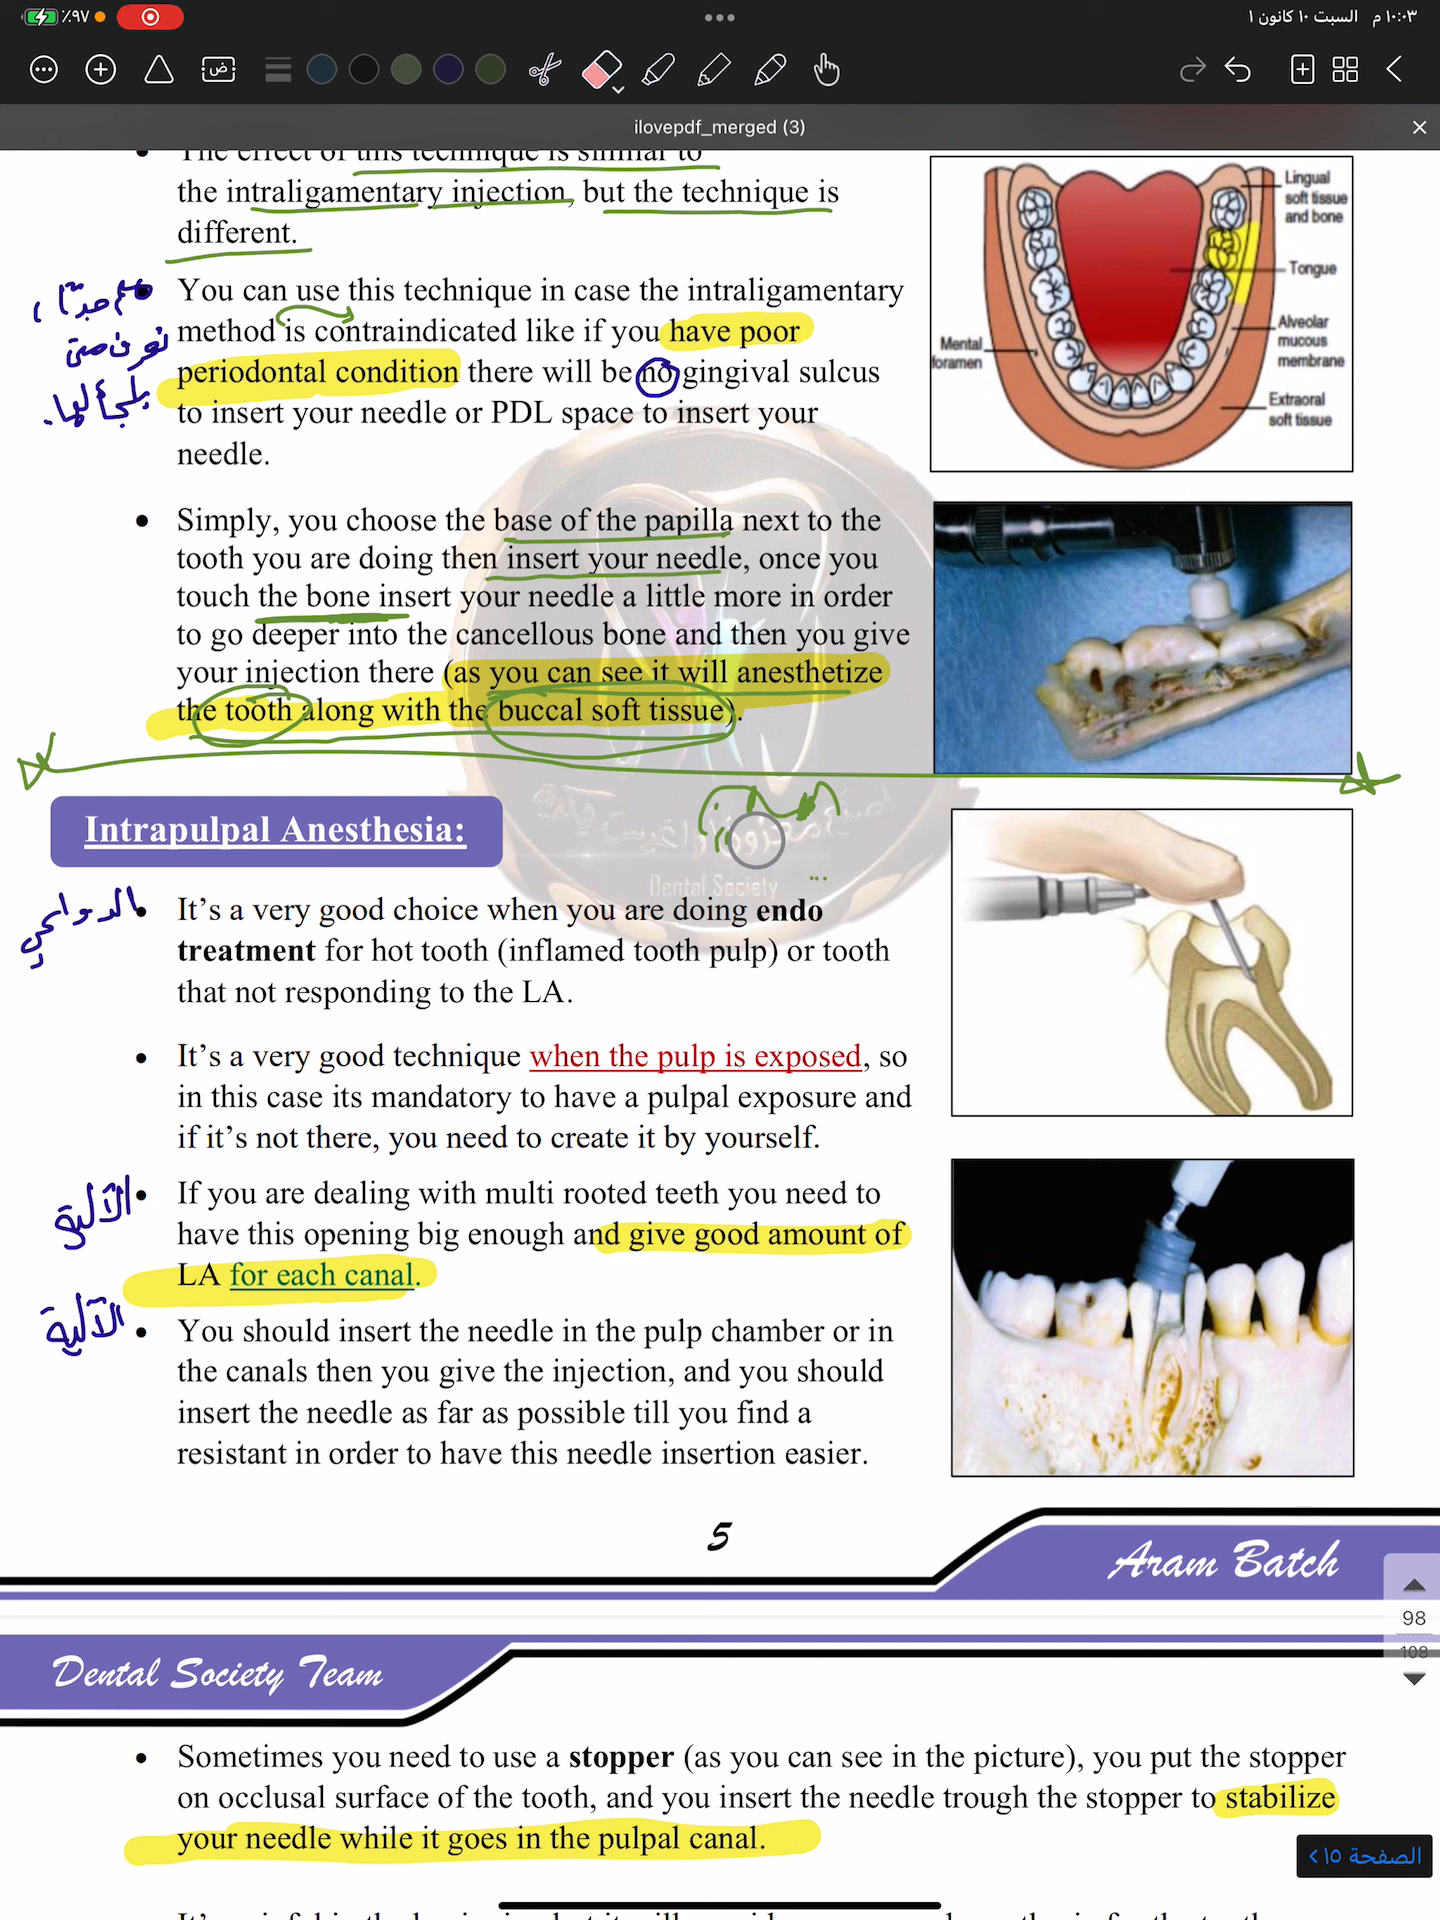 ٪٩٧
١٠:٠٣ م السبت ١٠ كانون ١
ض
ilovepdf_merged (3)
The effect of this technique is similar to
the intraligamentary injection, but the technique is
different.
You can use this technique in case the intraligamentary
method is contraindicated like if you have poor
periodontal condition there will be no gingival sulcus
to insert your needle or PDL space to insert your
needle.
Simply, you choose the base of the papilla next to the
tooth you are doing then insert your needle, once you
touch the bone insert your needle a little more in order
to go deeper into the cancellous bone and then you give
your injection there (as you can see it will anesthetize
the tooth along with the buccal soft tissue).
Lingual
soft tissue
and bone
Tongue
Alveolar
mucous
membrane
Mental
foramen
Extraoral
soft tissue
Intrapulpal Anesthesia:
Dental Society
الدواعي
It's a very good choice when you are doing endo
treatment for hot tooth (inflamed tooth pulp) or tooth
that not responding to the LA.
It's a very good technique when the pulp is exposed, so
in this case its mandatory to have a pulpal exposure and
if it's not there, you need to create it by yourself.
الآلية
If you are dealing with multi rooted teeth you need to
have this opening big enough and give good amount of
LA for each canal.
الآلية
You should insert the needle in the pulp chamber or in
the canals then you give the injection, and you should
insert the needle as far as possible till you find a
resistant in order to have this needle insertion easier.
5
Aram Batch
98
108
Dental Society Team
Sometimes you need to use a stopper (as you can see in the picture), you put the stopper
on occlusal surface of the tooth, and you insert the needle trough the stopper to stabilize
your needle while it goes in the pulpal canal.
الصفحة ١٥